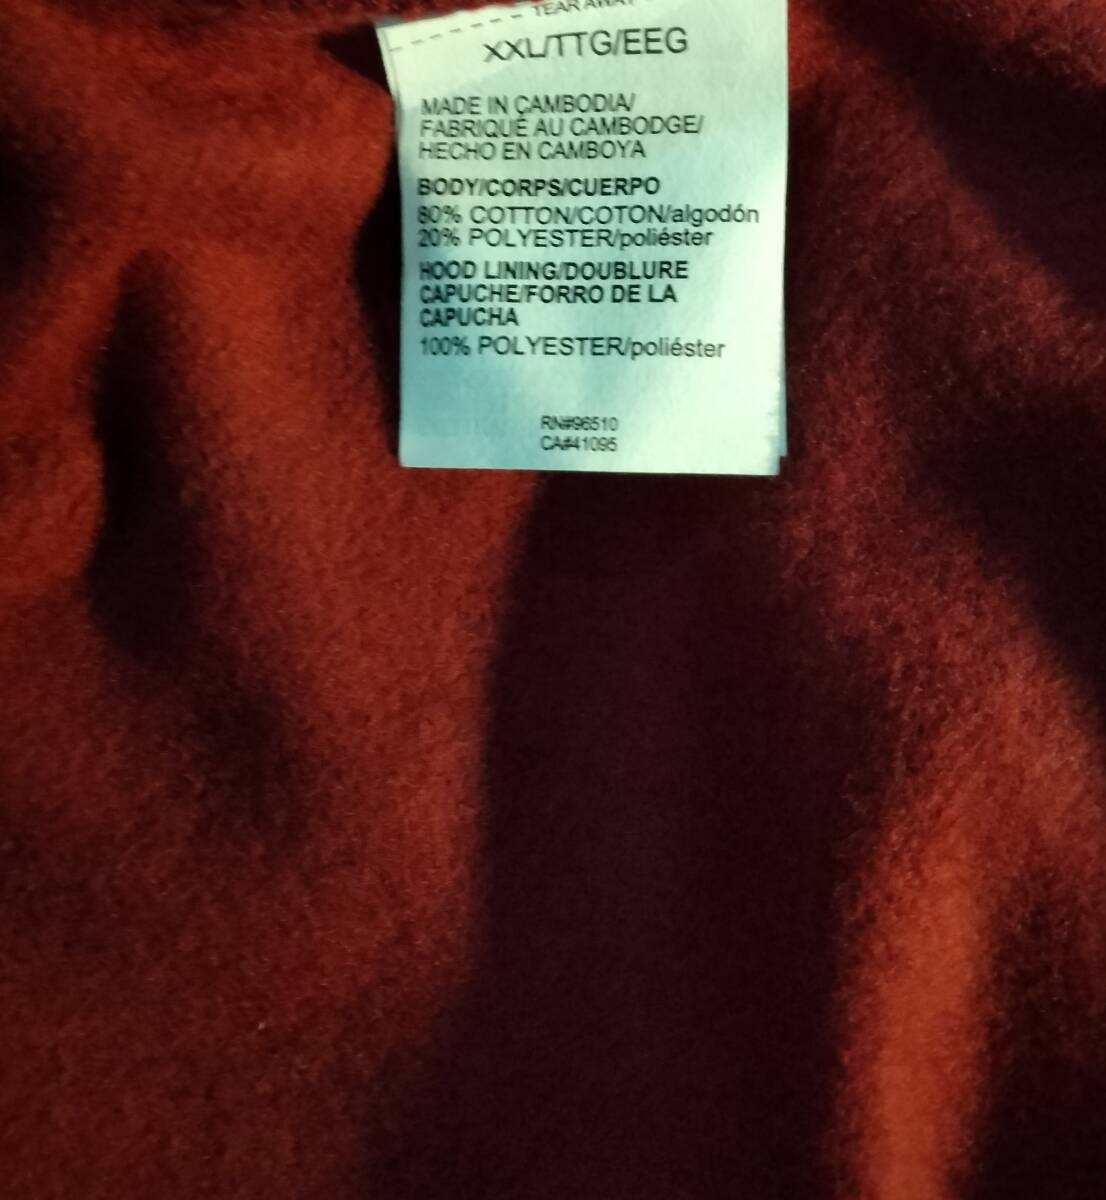 TEAR AWAY
XXL/TTG/EEG
MADE IN CAMBODIA/
FABRIQUÉ AU CAMBODGE/
HECHO EN CAMBOYA
BODY/CORPS/CUERPO
80% COTTON/COTON/algodón
20% POLYESTER/poliéster
HOOD LINING/DOUBLURE
CAPUCHE/FORRO DE LA
CAPUCHA
100% POLYESTER/poliéster
RN#96510
CA#41095